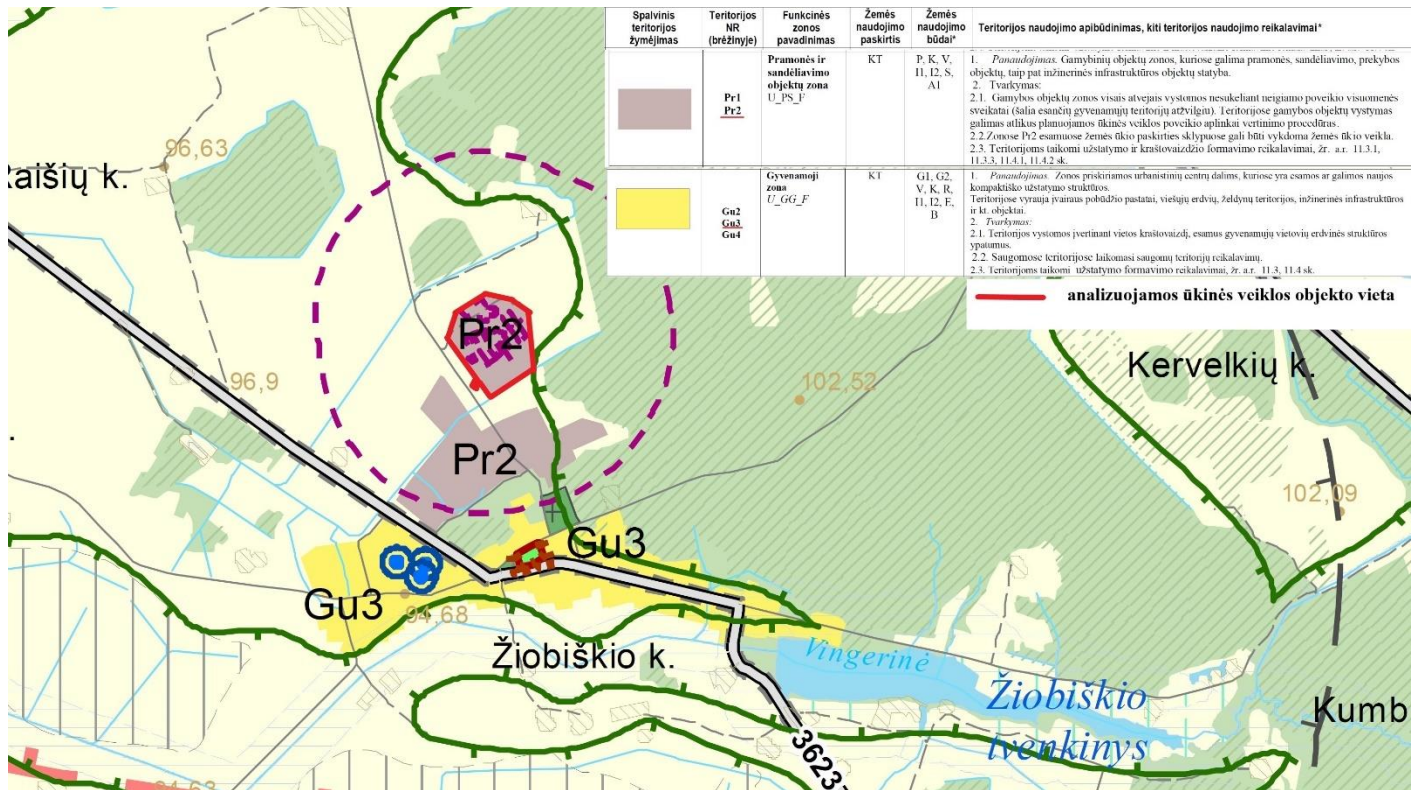 Spalvinis teritorijos žymėjimas
Teritorijos NR (brėžinyje)
Funkcinės zonos pavadinimas
Žemės naudojimo paskirtis
Žemės naudojimo būdai*
Teritorijos naudojimo apibūdinimas, kiti teritorijos naudojimo reikalavimai*
Pr1
Pr2
Pramonės ir
sandėliavimo
objektų zona
U_PS_F
KT
P, K, V,
I1, I2, S,
A1
1. Panaudojimas. Gamybinių objektų zonos, kuriose galima pramonės, sandėliavimo, prekybos
objektų, taip pat inžinerinės infrastruktūros objektų statyba.
2. Tvarkymas:
2.1. Gamybos objektų zonos visais atvejais vystomos nesukeliant neigiamo poveikio visuomenės
sveikatai (šalia esančių gyvenamųjų teritorijų atžvilgiu). Teritorijose gamybos objektų vystymas
galimas atlikus planuojamos ūkinės veiklos poveikio aplinkai vertinimo procedūras.
2.2.Zonose Pr2 esamuose žemės ūkio paskirties sklypuose gali būti vykdoma žemės ūkio veikla.
2.3. Teritorijoms taikomi užstatymo ir kraštovaizdžio formavimo reikalavimai, žr. a.r. 11.3.1,
11.3.3, 11.4.1, 11.4.2 sk.
Gu2
Gu3
Gu4
Gyvenamoji
zona
U_GG_F
KT
G1, G2,
V, K, R,
I1, I2, E,
B
1. Panaudojimas. Zonos priskiriamos urbanistinių centrų dalims, kuriose yra esamos ar galimos naujos
kompaktiško užstatymo struktūros.
Teritorijose vyrauja įvairaus pobūdžio pastatai, viešųjų erdvių, želdynų teritorijos, inžinerinės infrastruktūros
ir kt. objektai.
2. Tvarkymas:
2.1. Teritorijos vystomos įvertinant vietos kraštovaizdį, esamus gyvenamųjų vietovių erdvinės struktūros
ypatumus.
2.2. Saugomose teritorijose laikomasi saugomų teritorijų reikalavimų.
2.3. Teritorijoms taikomi užstatymo formavimo reikalavimai, žr. a.r. 11.3, 11.4 sk.
analizuojamos ūkinės veiklos objekto vieta
96,63
Raišių k.
Pr2
96,9
102,52
Kervelkių k.
Pr2
102,09
Gu3
Gu3
94,68
Žiobiškio k.
Vingerinė
Žiobiškio
tvenkinys
Kumb
3623